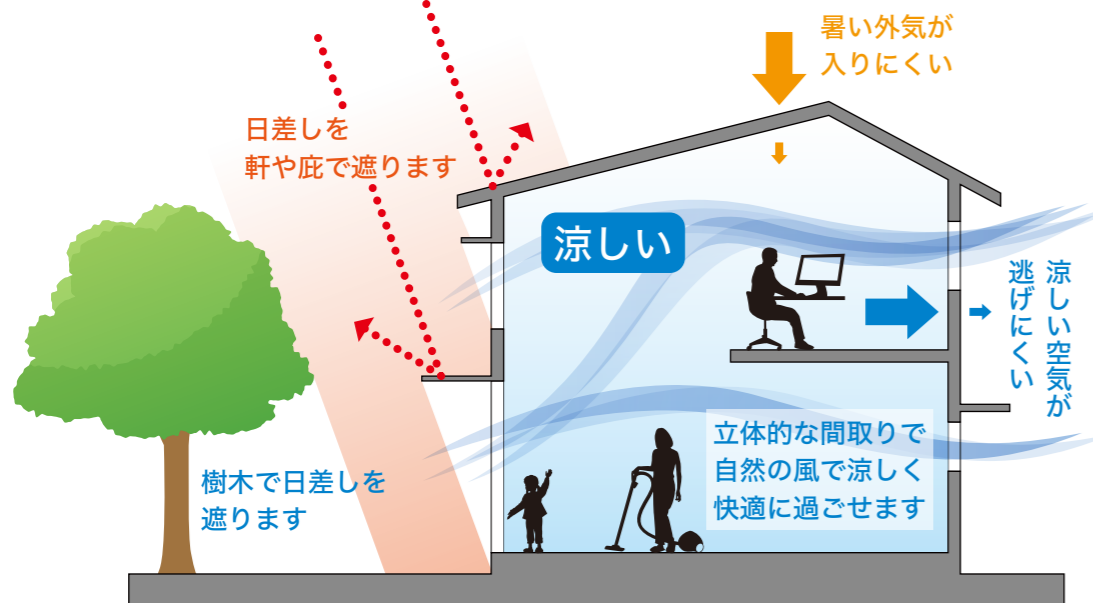 暑い外気が
入りにくい
日差しを
軒や庇で遮ります
涼しい
涼しい空気が
逃げにくい
立体的な間取りで
自然の風で涼しく
快適に過ごせます
樹木で日差しを
遮ります